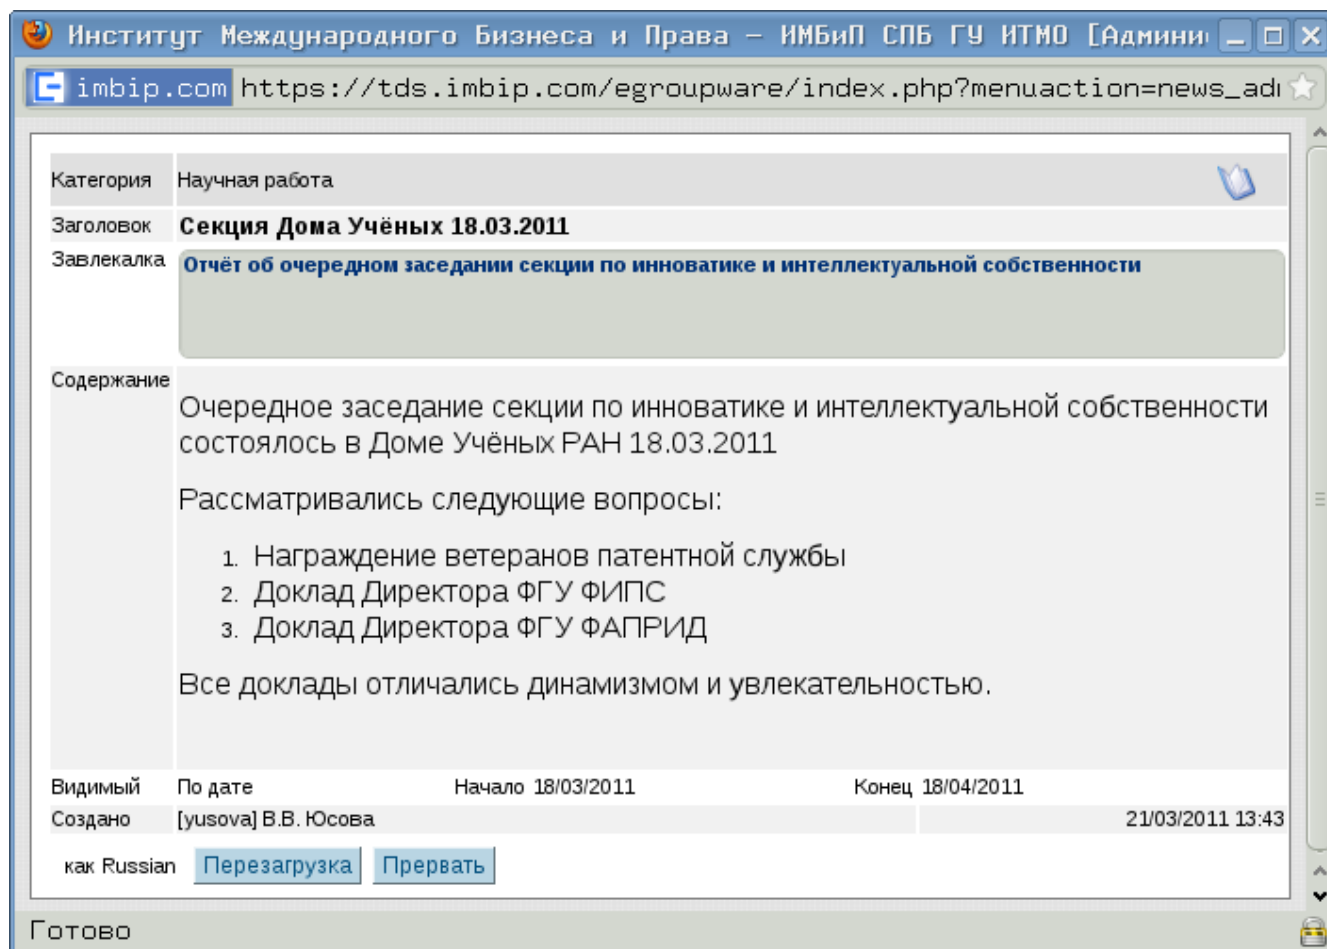 Институт Международного Бизнеса и Права – ИМБиП СПБ ГУ ИТМО [Админи
imbip.com https://tds.imbip.com/egroupware/index.php?menuaction=news_adı
Категория Научная работа
Заголовок Секция Дома Учёных 18.03.2011
Завлекалка Отчёт об очередном заседании секции по инноватике и интеллектуальной собственности
Содержание
Очередное заседание секции по инноватике и интеллектуальной собственности
состоялось в Доме Учёных РАН 18.03.2011
Рассматривались следующие вопросы:
1. Награждение ветеранов патентной службы
2. Доклад Директора ФГУ ФИПС
3. Доклад Директора ФГУ ФАПРИД
Все доклады отличались динамизмом и увлекательностью.
Видимый По дате Начало 18/03/2011 Конец 18/04/2011
Создано [yusova] В.В. Юсова 21/03/2011 13:43
как Russian Перезагрузка Прервать
Готово